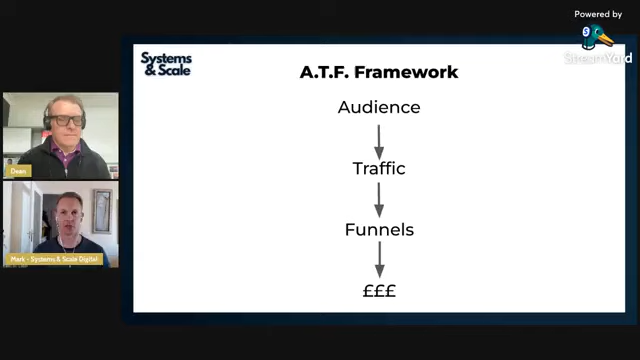 Powered by
StreamYard
Systems
& Scale
A.T.F. Framework
Audience
Traffic
Funnels
£££
Dean
Mark - Systems & Scale Digital